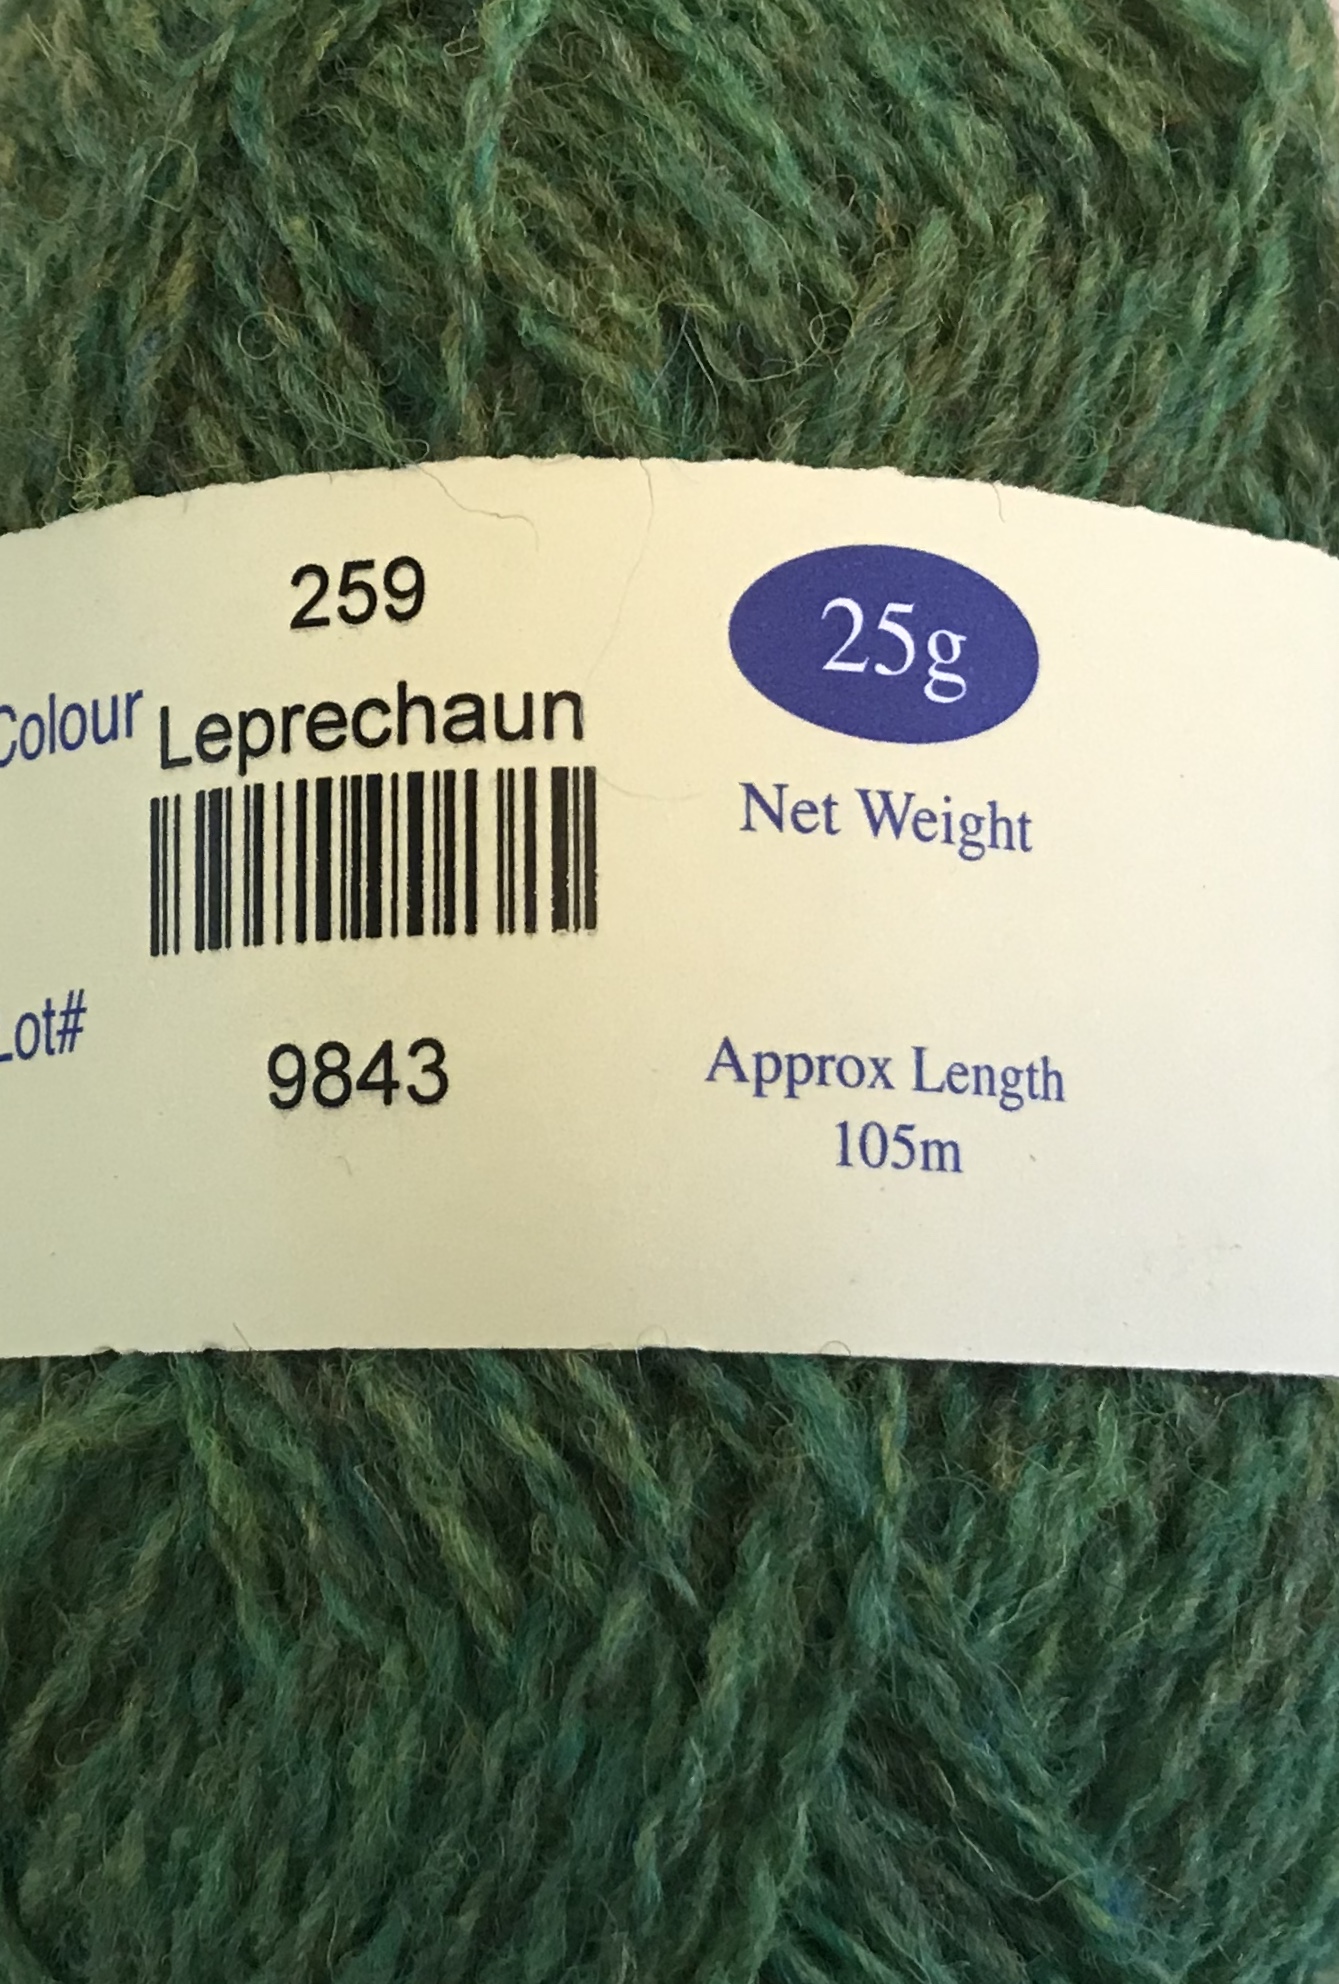 259
Colour Leprechaun
Lot#
9843
25g
Net Weight
Approx Length
105m